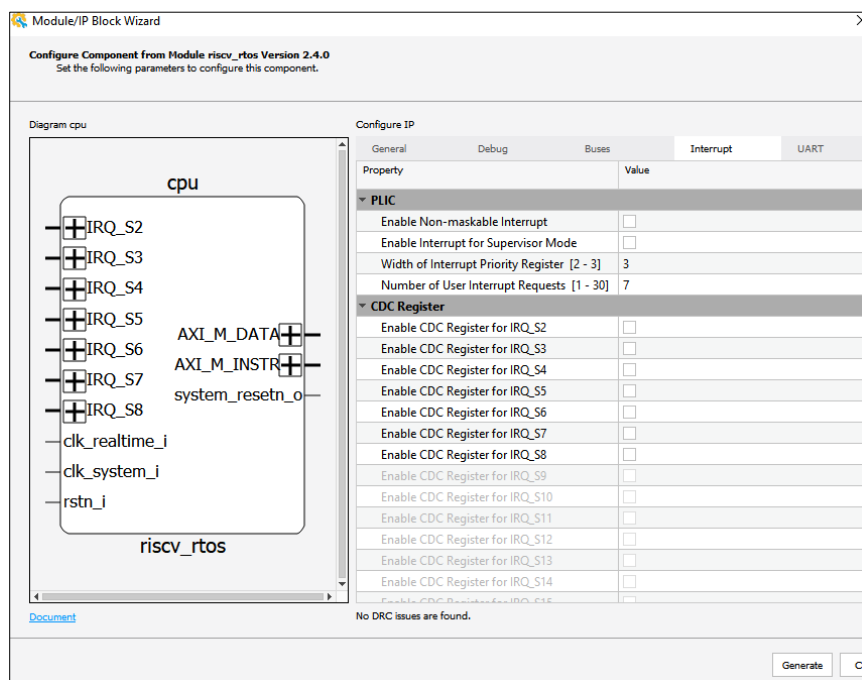 Module/IP Block Wizard
Configure Component from Module riscv_rtos Version 2.4.0
Set the following parameters to configure this component.
Diagram cpu
cpu
IRQ_S2
IRQ_S3
IRQ_S4
IRQ_S5
IRQ_S6
IRQ_S7
IRQ_S8
clk_realtime_i
clk_system_i
rstn_i
AXI_M_DATA
AXI_M_INSTR
system_resetn_o
riscv_rtos
Document
Configure IP
General Debug Buses Interrupt UART
Property Value
PLIC
Enable Non-maskable Interrupt
Enable Interrupt for Supervisor Mode
Width of Interrupt Priority Register [2 - 3] 3
Number of User Interrupt Requests [1 - 30] 7
CDC Register
Enable CDC Register for IRQ_S2
Enable CDC Register for IRQ_S3
Enable CDC Register for IRQ_S4
Enable CDC Register for IRQ_S5
Enable CDC Register for IRQ_S6
Enable CDC Register for IRQ_S7
Enable CDC Register for IRQ_S8
Enable CDC Register for IRQ_S9
Enable CDC Register for IRQ_S10
Enable CDC Register for IRQ_S11
Enable CDC Register for IRQ_S12
Enable CDC Register for IRQ_S13
Enable CDC Register for IRQ_S14
Enable CDC Register for IRQ_S15
No DRC issues are found.
Generate